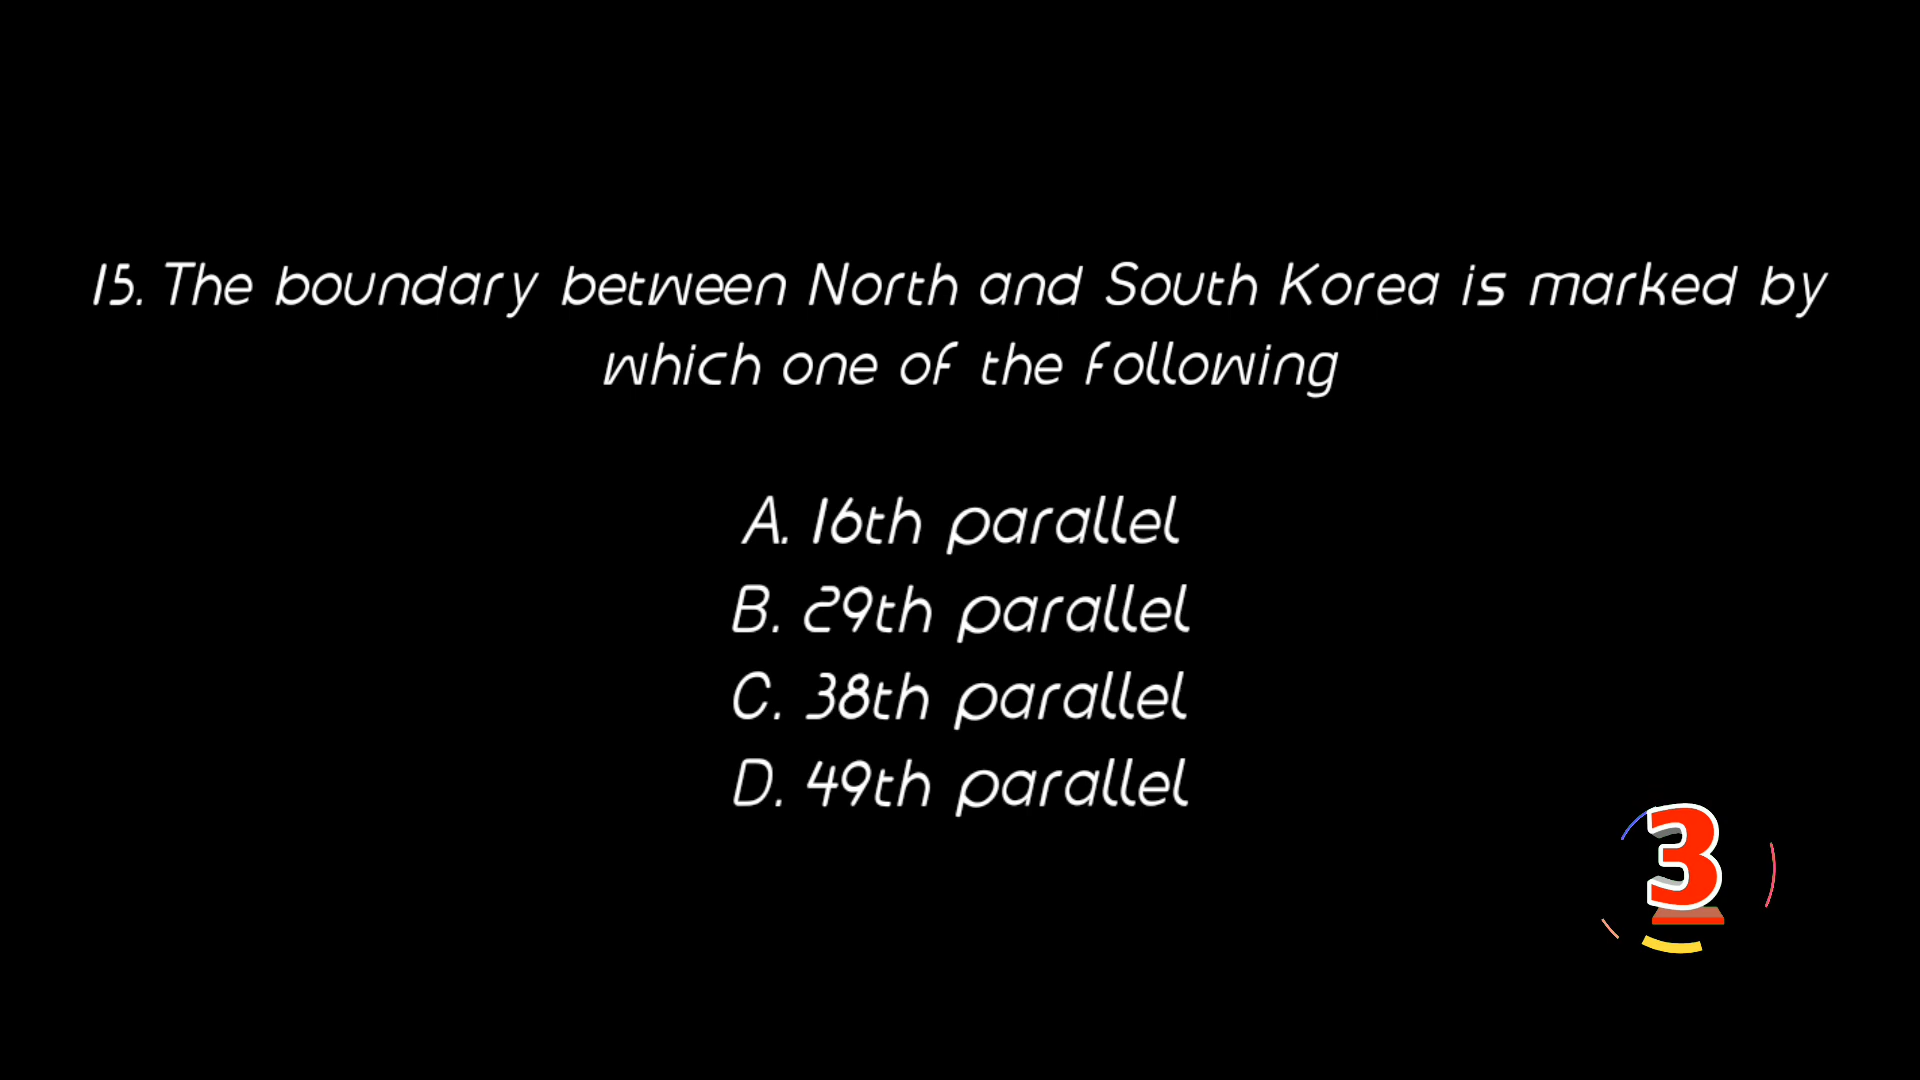 15. The boundary between North and South Korea is marked by
which one of the following
A. 16th parallel
B. 29th parallel
C. 38th parallel
D. 49th parallel
3